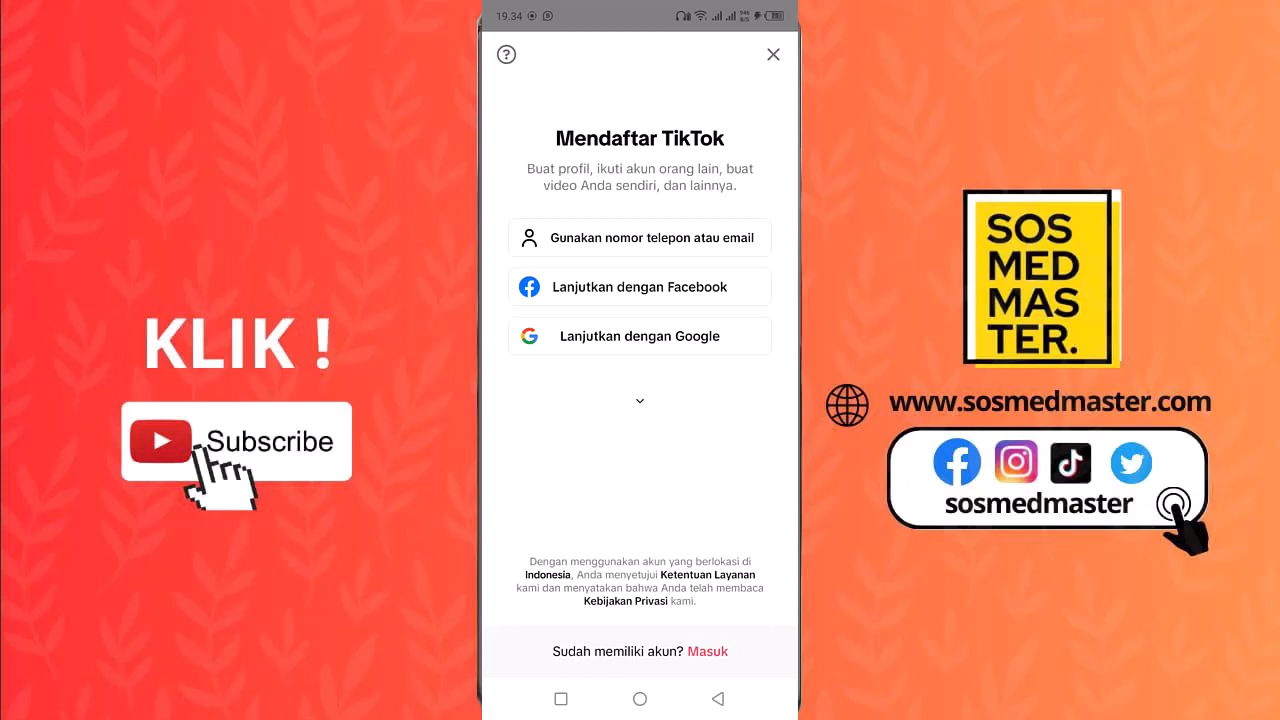 KLIK !
Subscribe
19.34
Mendaftar TikTok
Buat profil, ikuti akun orang lain, buat
video Anda sendiri, dan lainnya.
Gunakan nomor telepon atau email
Lanjutkan dengan Facebook
Lanjutkan dengan Google
Dengan menggunakan akun yang berlokasi di
Indonesia, Anda menyetujui Ketentuan Layanan
kami dan menyatakan bahwa Anda telah membaca
Kebijakan Privasi kami.
Sudah memiliki akun? Masuk
SOS
MED
MAS
TER.
www.sosmedmaster.com
sosmedmaster